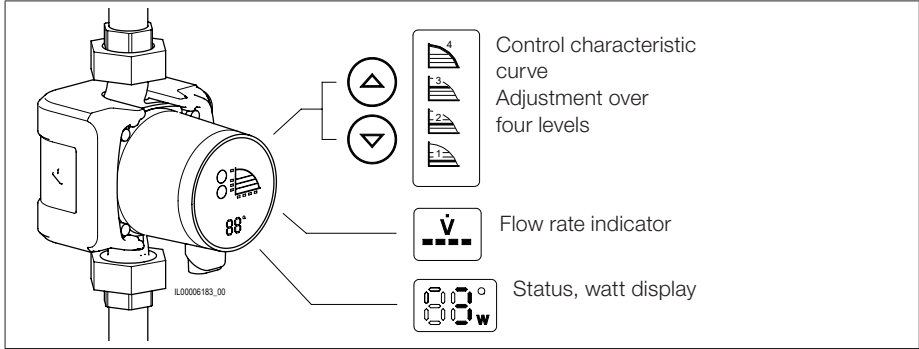 4
3
2
1
Control characteristic
curve
Adjustment over
four levels
V̇
Flow rate indicator
88°
IL00006183_00
83°
W
Status, watt display